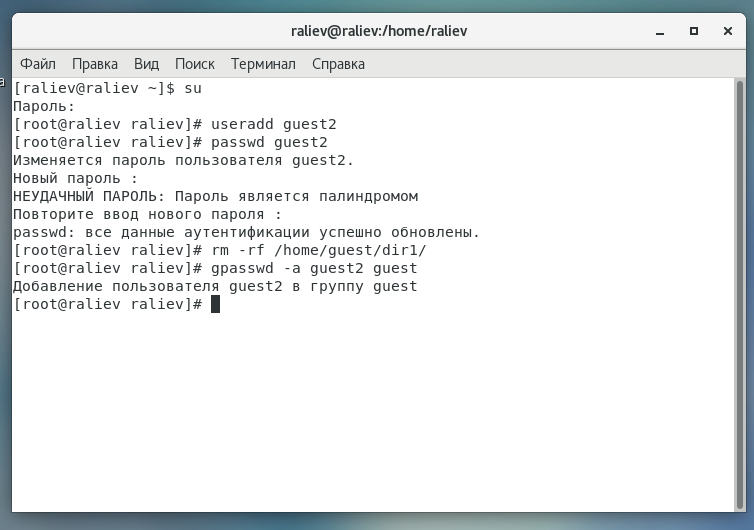 raliev@raliev:/home/raliev
Файл Правка Вид Поиск Терминал Справка
а
[raliev@raliev ~]$ su
Пароль:
[root@raliev raliev]# useradd guest2
[root@raliev raliev]# passwd guest2
Изменяется пароль пользователя guest2.
Новый пароль :
НЕУДАЧНЫЙ ПАРОЛЬ: Пароль является палиндромом
Повторите ввод нового пароля :
passwd: все данные аутентификации успешно обновлены.
[root@raliev raliev]# rm -rf /home/guest/dir1/
[root@raliev raliev]# gpasswd -a guest2 guest
Добавление пользователя guest2 в группу guest
[root@raliev raliev]#